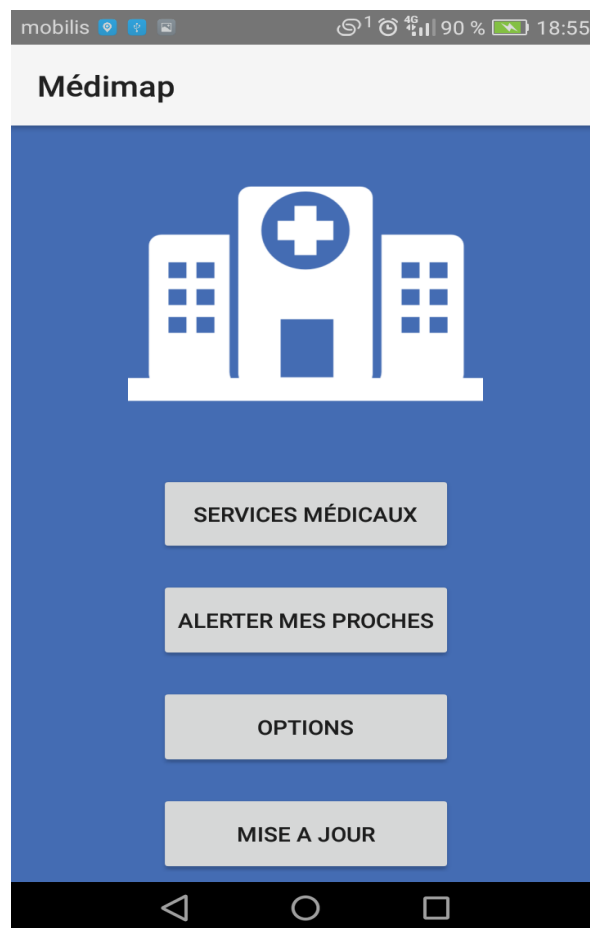 mobilis 1 4G 90 % 18:55
Médimap
SERVICES MÉDICAUX
ALERTER MES PROCHES
OPTIONS
MISE A JOUR